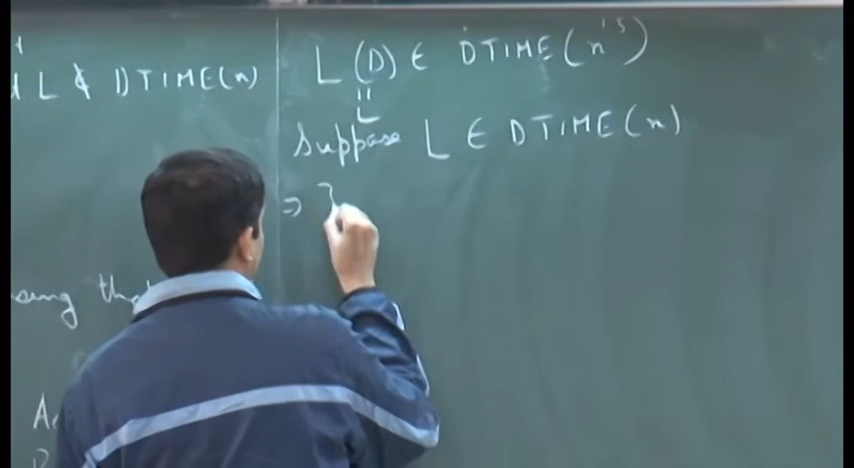 L ∉ DTIME(n)
L(D) ∈ DTIME(n^1.5)
=
L
Suppose L ∈ DTIME(n)
⇒ ∃